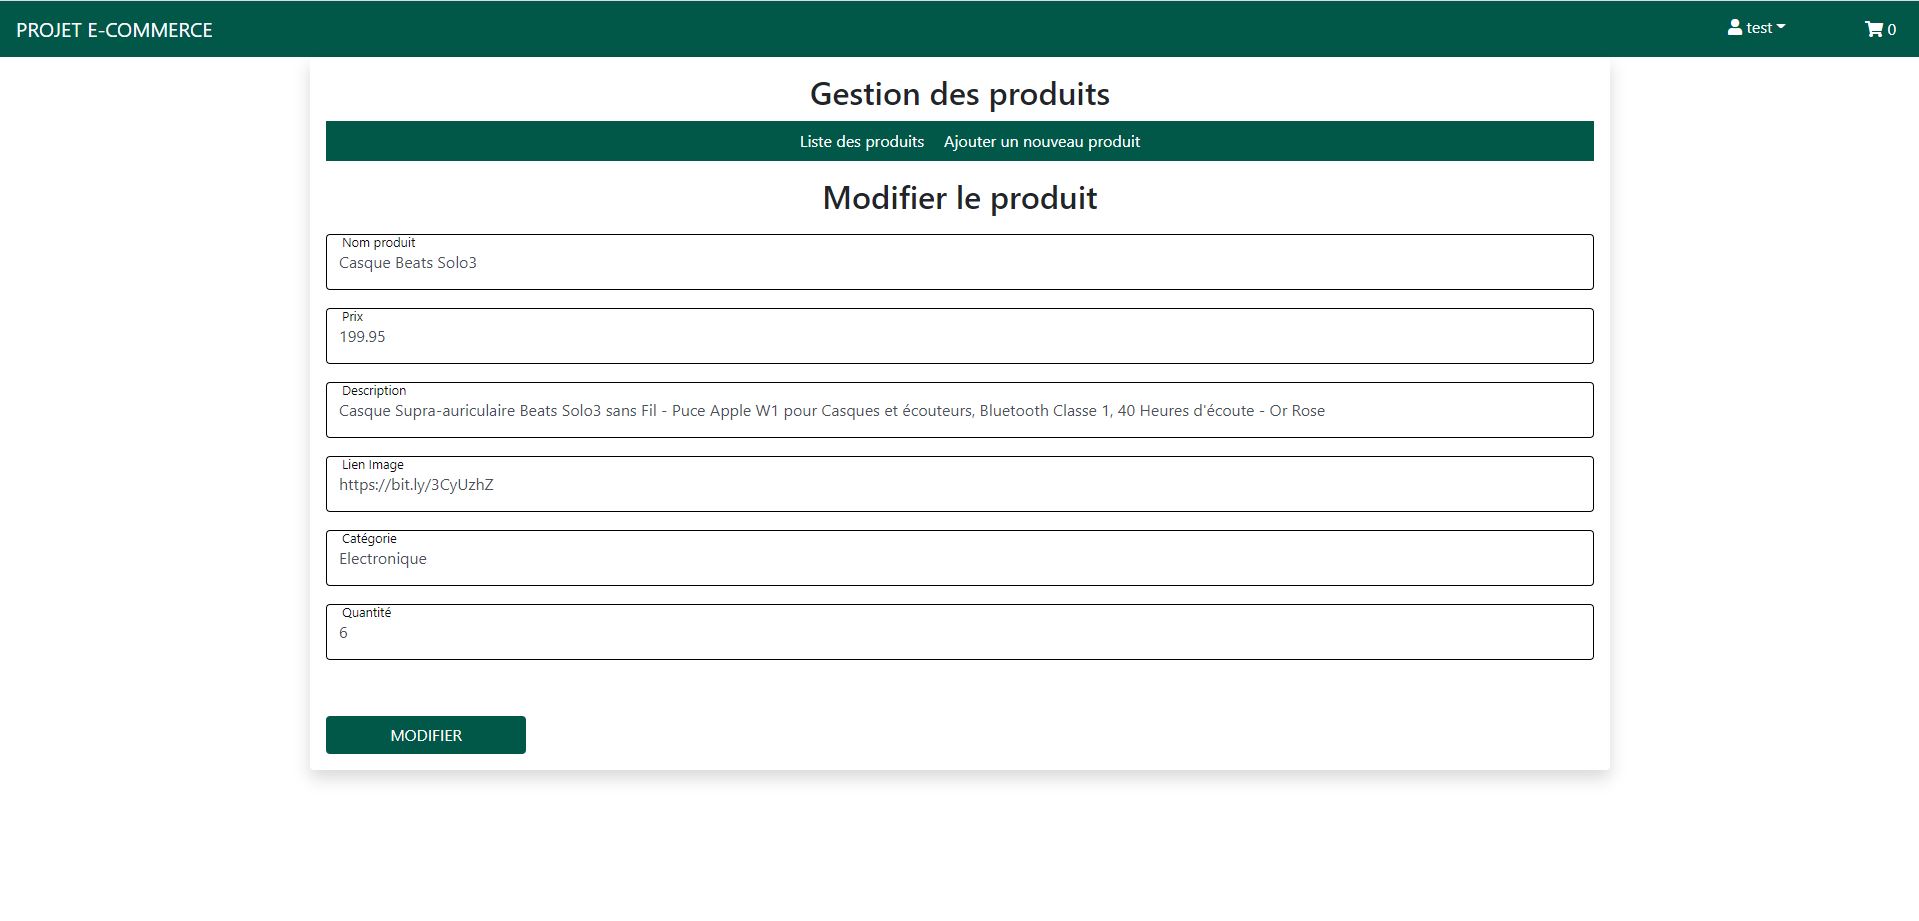 PROJET E-COMMERCE
test
0
Gestion des produits
Liste des produits Ajouter un nouveau produit
Modifier le produit
Nom produit
Casque Beats Solo3
Prix
199.95
Description
Casque Supra-auriculaire Beats Solo3 sans Fil - Puce Apple W1 pour Casques et écouteurs, Bluetooth Classe 1, 40 Heures d'écoute - Or Rose
Lien Image
https://bit.ly/3CyUzhZ
Catégorie
Electronique
Quantité
6
MODIFIER